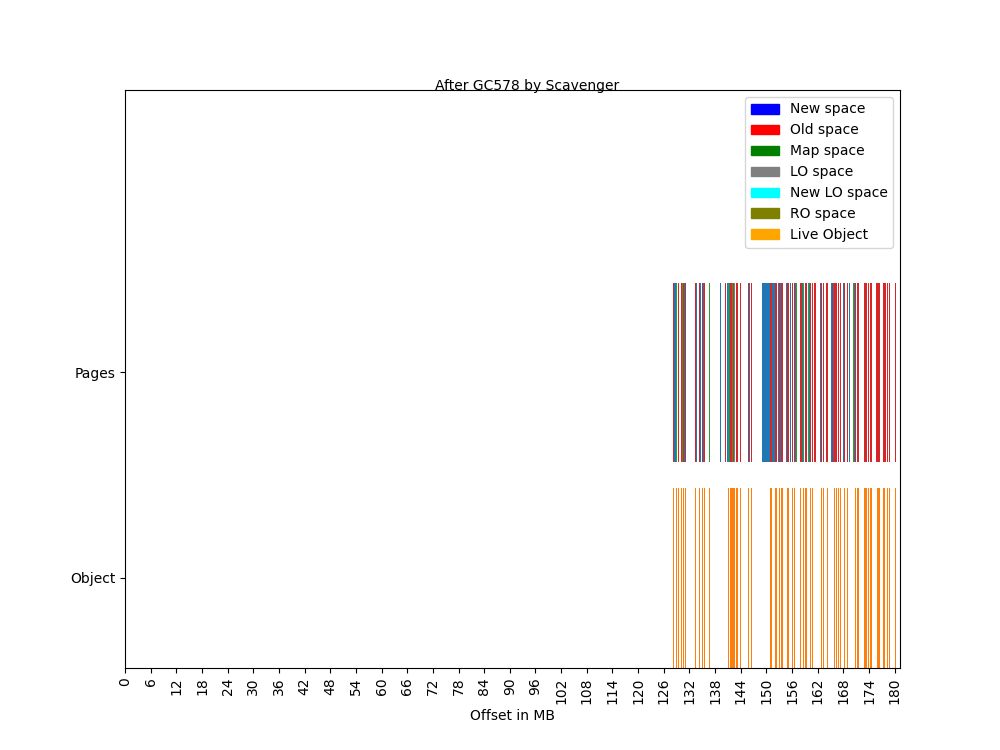 After GC578 by Scavenger
New space
Old space
Map space
LO space
New LO space
RO space
Live Object
Pages
Object
0 6 12 18 24 30 36 42 48 54 60 66 72 78 84 90 96 102 108 114 120 126 132 138 144 150 156 162 168 174 180
Offset in MB